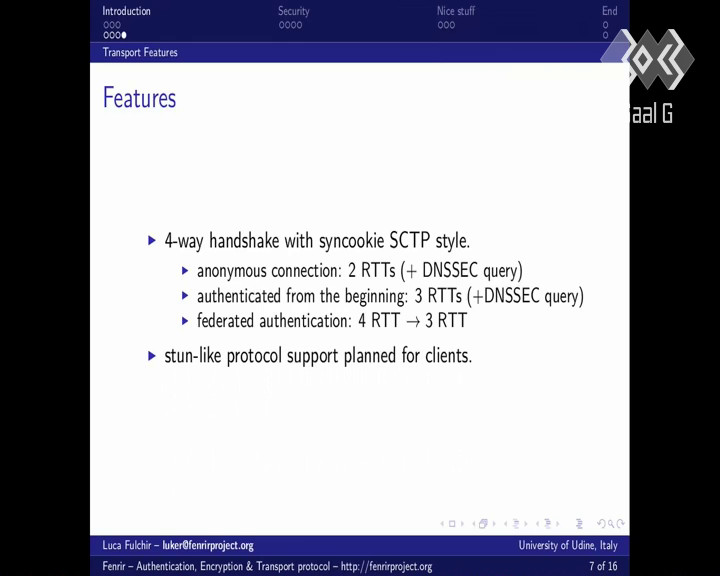 Introduction
Security
Nice stuff
End
Transport Features
Features
4-way handshake with syncookie SCTP style.
anonymous connection: 2 RTTs (+ DNSSEC query)
authenticated from the beginning: 3 RTTs (+DNSSEC query)
federated authentication: 4 RTT → 3 RTT
stun-like protocol support planned for clients.
Luca Fulchir – luker@fenrirproject.org
University of Udine, Italy
Fenrir – Authentication, Encryption & Transport protocol – http://fenrirproject.org
7 of 16
aal G